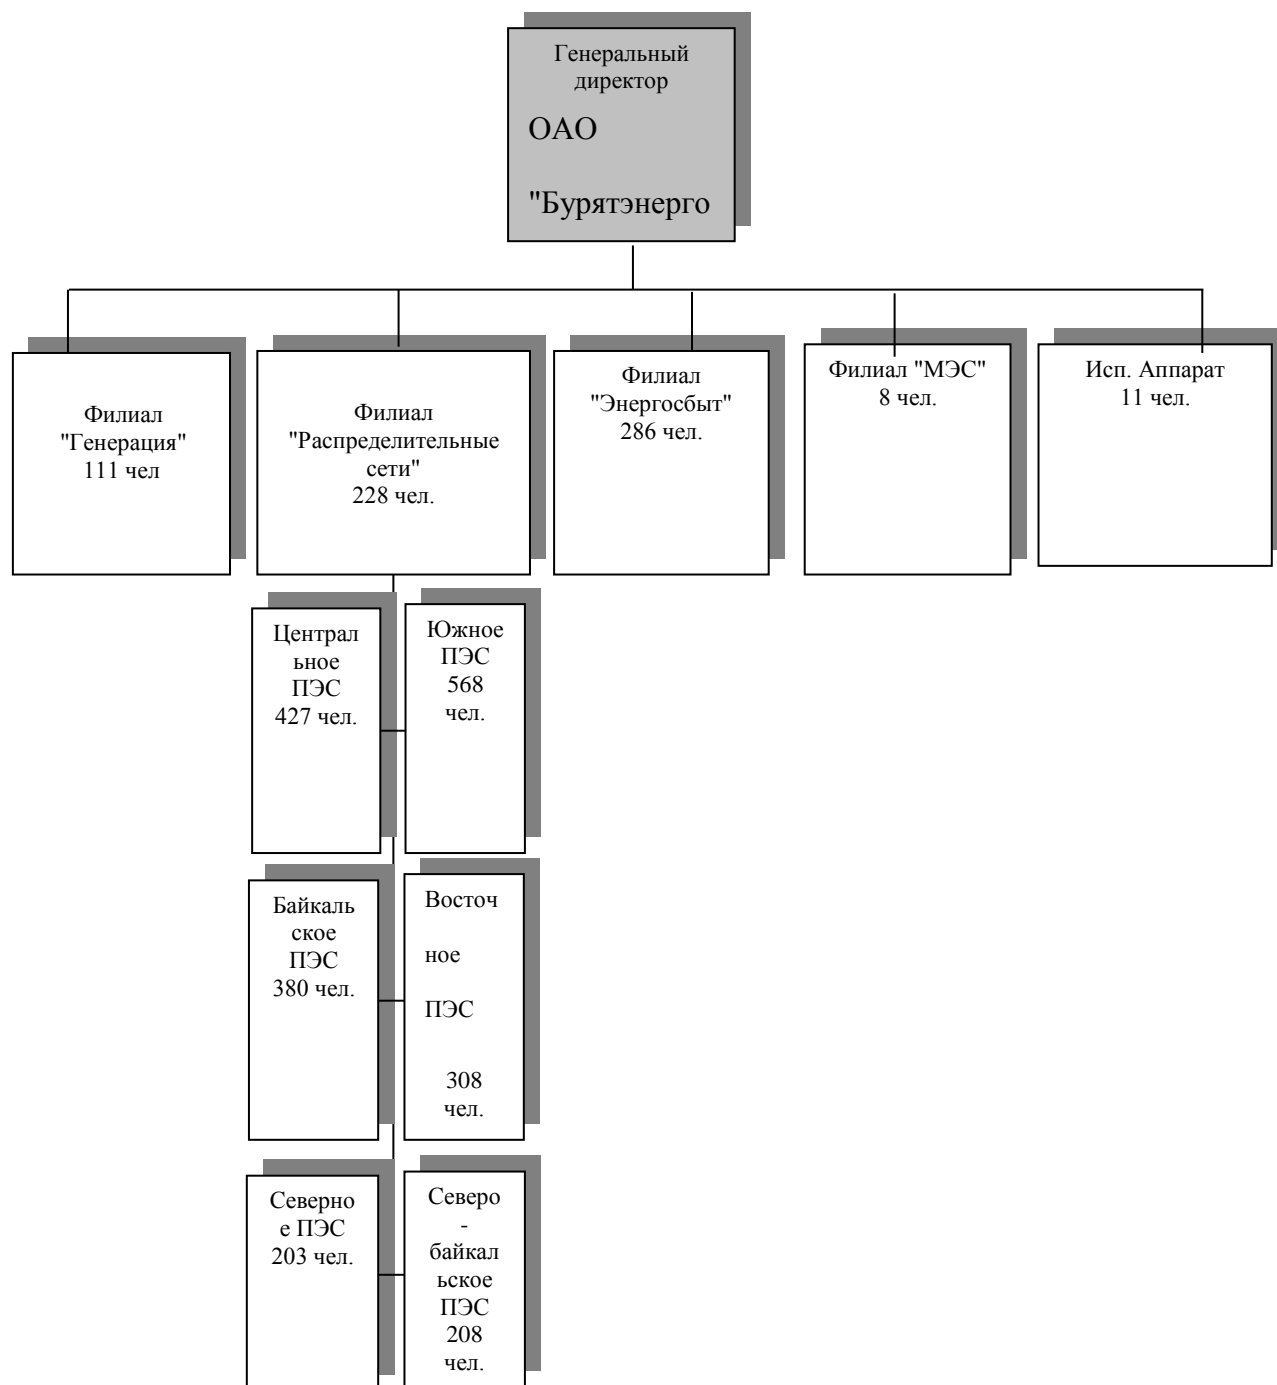 Генеральный
директор
ОАО
"Бурятэнерго
Филиал
"Генерация"
111 чел
Филиал
"Распределительные
сети"
228 чел.
Филиал
"Энергосбыт"
286 чел.
Филиал "МЭС"
8 чел.
Исп. Аппарат
11 чел.
Централ
ьное
ПЭС
427 чел.
Южное
ПЭС
568
чел.
Байкаль
ское
ПЭС
380 чел.
Восточ
ное
ПЭС
308
чел.
Северно
е ПЭС
203 чел.
Северо
-
байкал
ьское
ПЭС
208
чел.